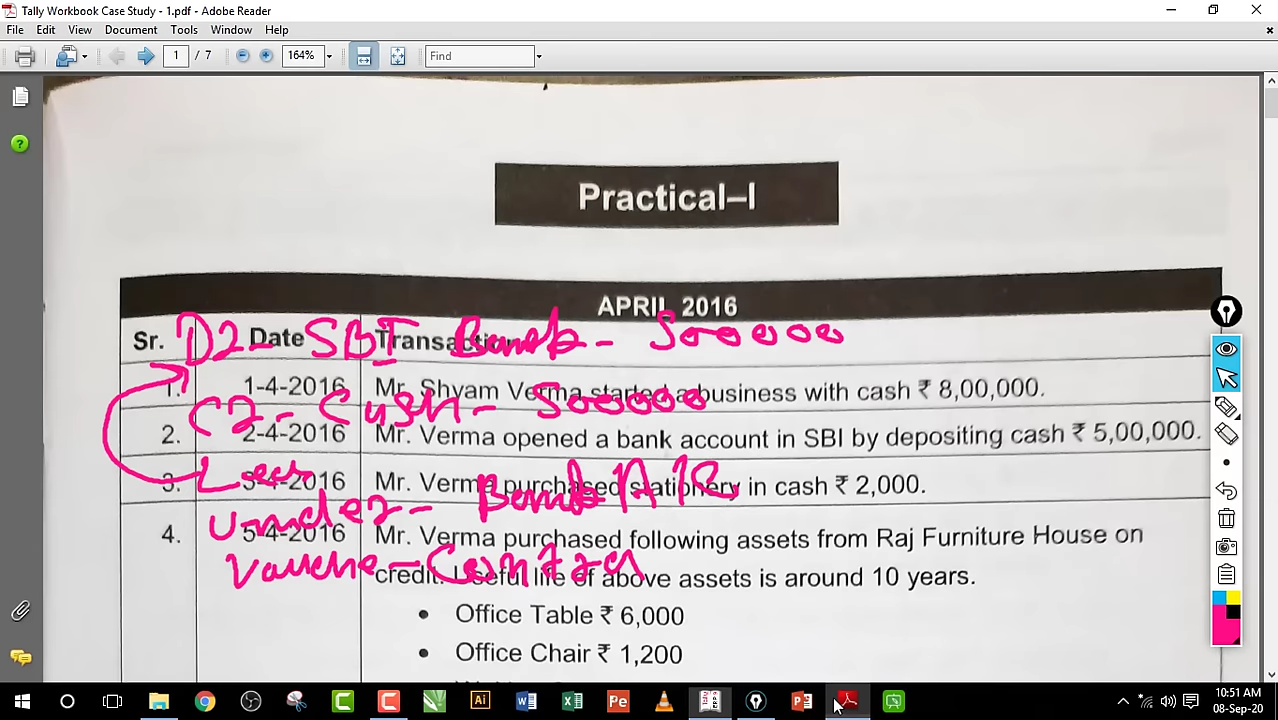 Tally Workbook Case Study - 1.pdf - Adobe Reader
File Edit View Document Tools Window Help
1 / 7 164% Find
Practical–I
APRIL 2016
Sr. Date Transaction
D2- SBI Bank - 500000
1. 1-4-2016 Mr. Shyam Verma started a business with cash ₹ 8,00,000.
C2 - Cash - 500000
2. 2-4-2016 Mr. Verma opened a bank account in SBI by depositing cash ₹ 5,00,000.
3. 3-4-2016 Mr. Verma purchased stationery in cash ₹ 2,000.
Under - Bank A/c
4. 5-4-2016 Mr. Verma purchased following assets from Raj Furniture House on
credit. Useful life of above assets is around 10 years.
• Office Table ₹ 6,000
• Office Chair ₹ 1,200
10:51 AM
08-Sep-20